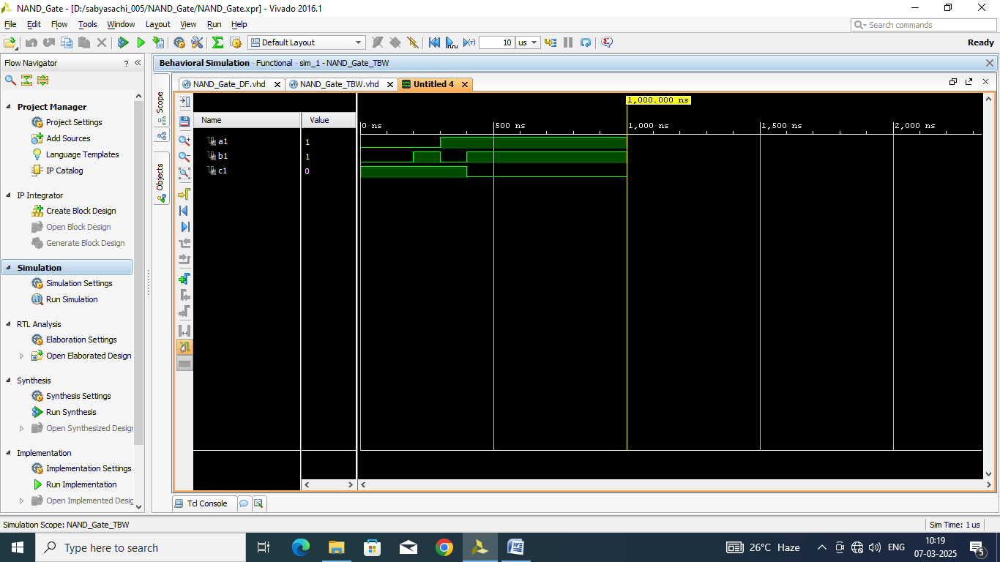 NAND_Gate - [D:/sabyasachi_005/NAND_Gate/NAND_Gate.xpr] - Vivado 2016.1
File Edit Flow Tools Window Layout View Run Help
Search commands
Default Layout
10 us
Ready
Flow Navigator
Project Manager
Project Settings
Add Sources
Language Templates
IP Catalog
IP Integrator
Create Block Design
Open Block Design
Generate Block Design
Simulation
Simulation Settings
Run Simulation
RTL Analysis
Elaboration Settings
Open Elaborated Design
Synthesis
Synthesis Settings
Run Synthesis
Open Synthesized Design
Implementation
Implementation Settings
Run Implementation
Open Implemented Desig
Behavioral Simulation - Functional - sim_1 - NAND_Gate_TBW
Scope
Objects
NAND_Gate_DF.vhd
NAND_Gate_TBW.vhd
Untitled 4
1,000.000 ns
Name Value
0 ns 500 ns 1,000 ns 1,500 ns 2,000 ns
a1 1
b1 1
c1 0
Tcl Console
Simulation Scope: NAND_Gate_TBW
Sim Time: 1 us
Type here to search
26°C Haze
ENG
10:19
07-03-2025
5